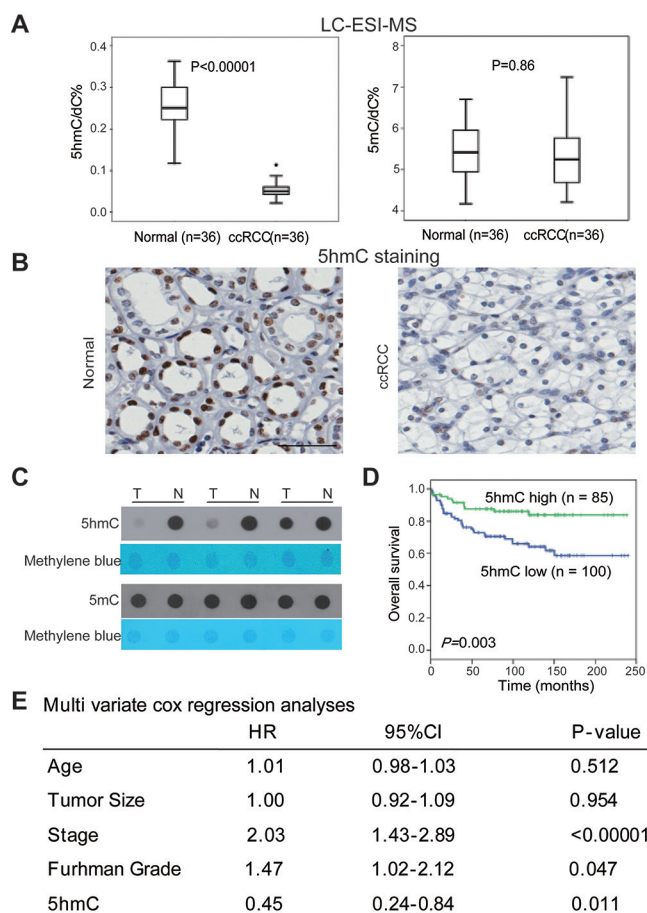 A
LC-ESI-MS
5hmC/dC%
0.4
0.3
0.2
0.1
0.0
P<0.00001
Normal (n=36) ccRCC(n=36)
5mC/dC%
8
7
6
5
4
P=0.86
Normal (n=36) ccRCC(n=36)
B
5hmC staining
Normal
ccRCC
C
T N T N T N
5hmC
Methylene blue
5mC
Methylene blue
D
Overall survival
1.0
0.8
0.6
0.4
0.2
0.0
5hmC high (n = 85)
5hmC low (n = 100)
P=0.003
0 50 100 150 200 250
Time (months)
E Multi variate cox regression analyses
HR 95%CI P-value
Age 1.01 0.98-1.03 0.512
Tumor Size 1.00 0.92-1.09 0.954
Stage 2.03 1.43-2.89 <0.00001
Furhman Grade 1.47 1.02-2.12 0.047
5hmC 0.45 0.24-0.84 0.011